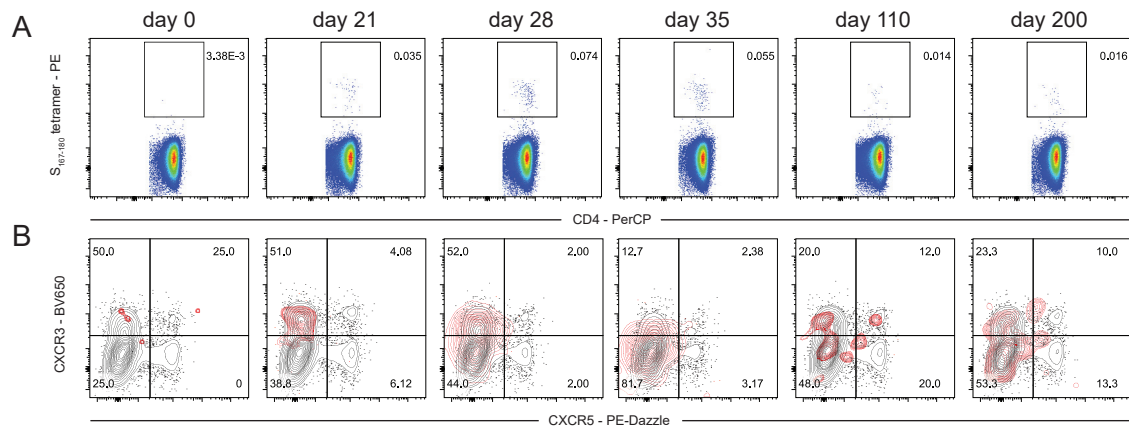 A
day 0 day 21 day 28 day 35 day 110 day 200
S167-180 tetramer - PE
3.38E-3 0.035 0.074 0.055 0.014 0.016
CD4 - PerCP
B
CXCR3 - BV650
50.0 25.0 51.0 4.08 52.0 2.00 12.7 2.38 20.0 12.0 23.3 10.0
25.0 0 38.8 6.12 44.0 2.00 81.7 3.17 48.0 20.0 53.3 13.3
CXCR5 - PE-Dazzle